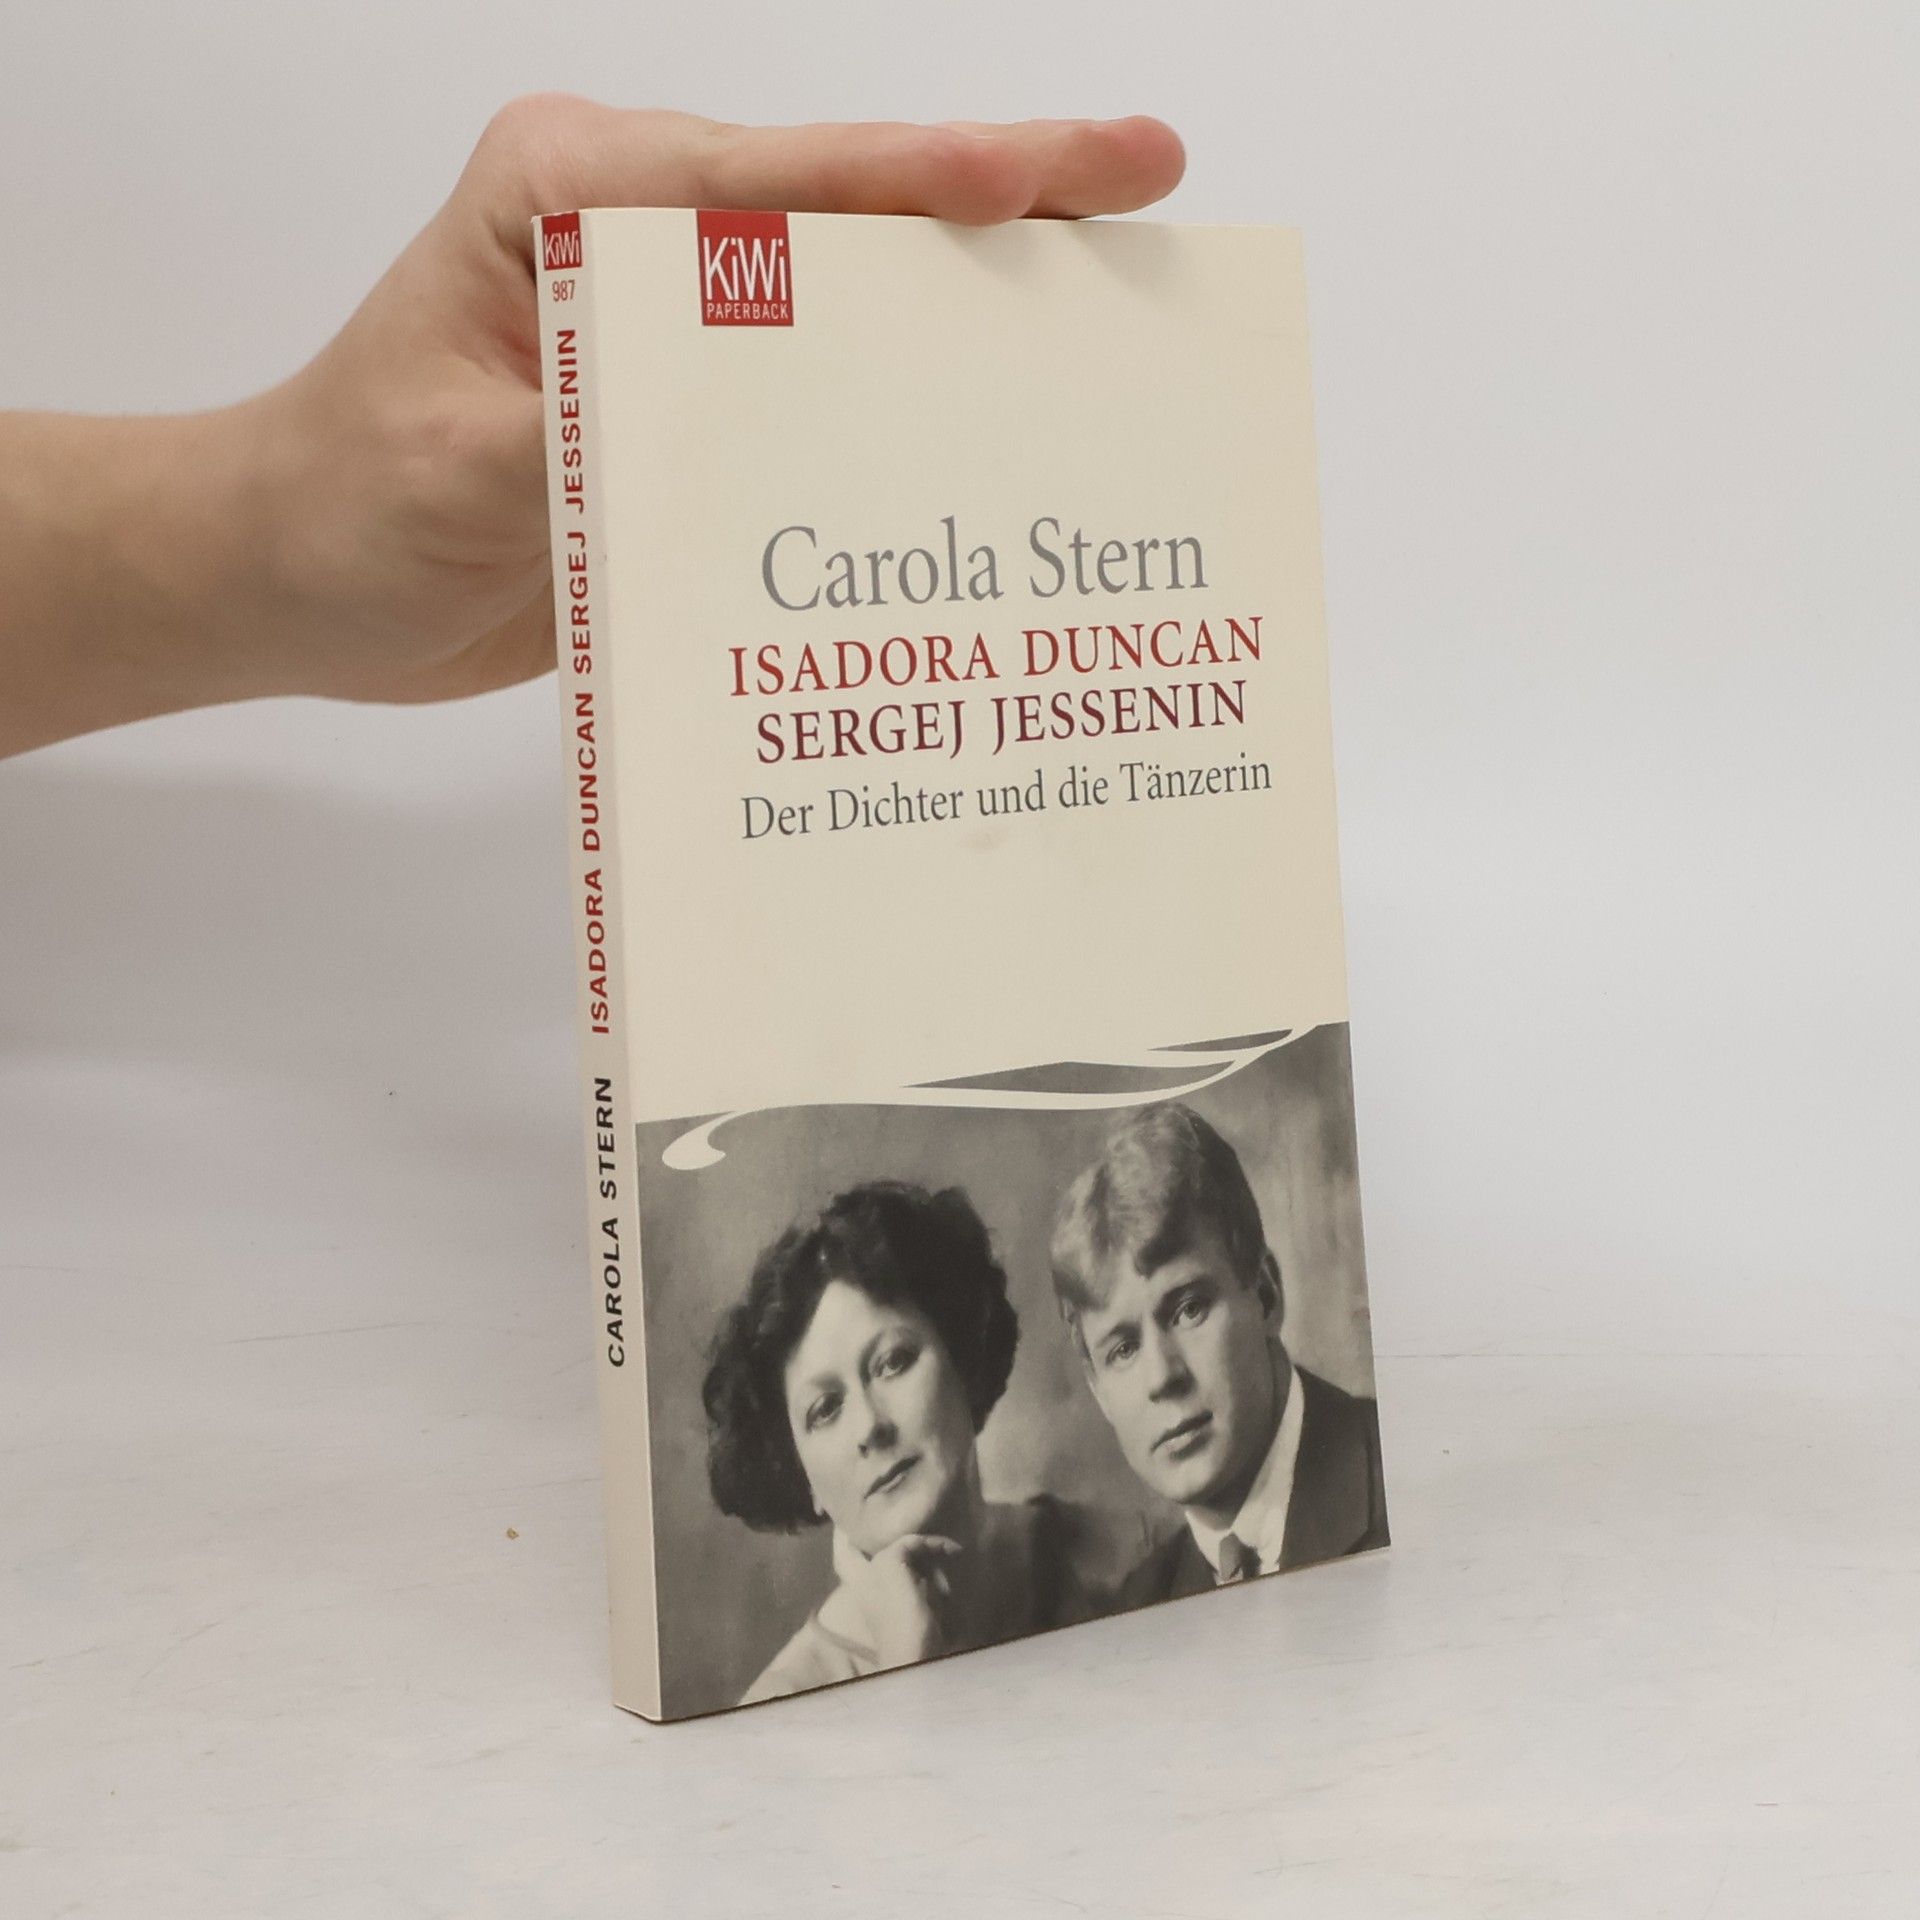 KiWi
987
CAROLA STERN ISADORA DUNCAN SERGEJ JESSENIN
KiWi
PAPERBACK
Carola Stern
ISADORA DUNCAN
SERGEJ JESSENIN
Der Dichter und die Tänzerin